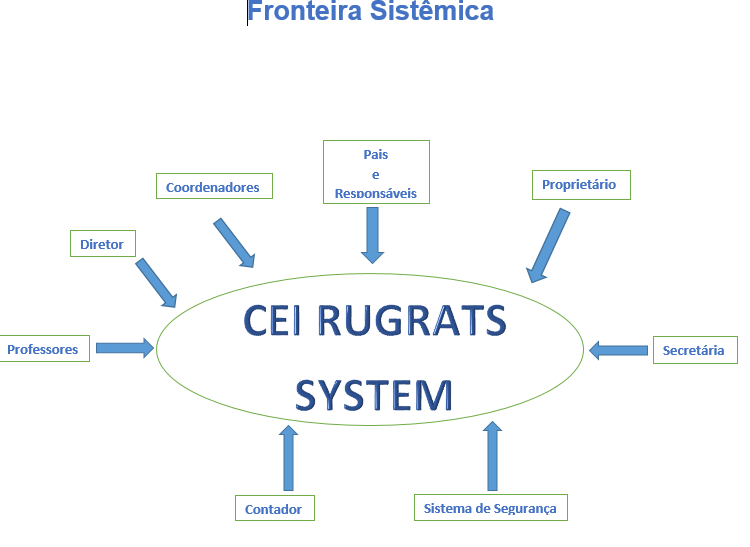 Fronteira Sistêmica
Pais
e
Responsáveis
Coordenadores
Proprietário
Diretor
CEI RUGRATS
SYSTEM
Professores
Secretária
Contador
Sistema de Segurança